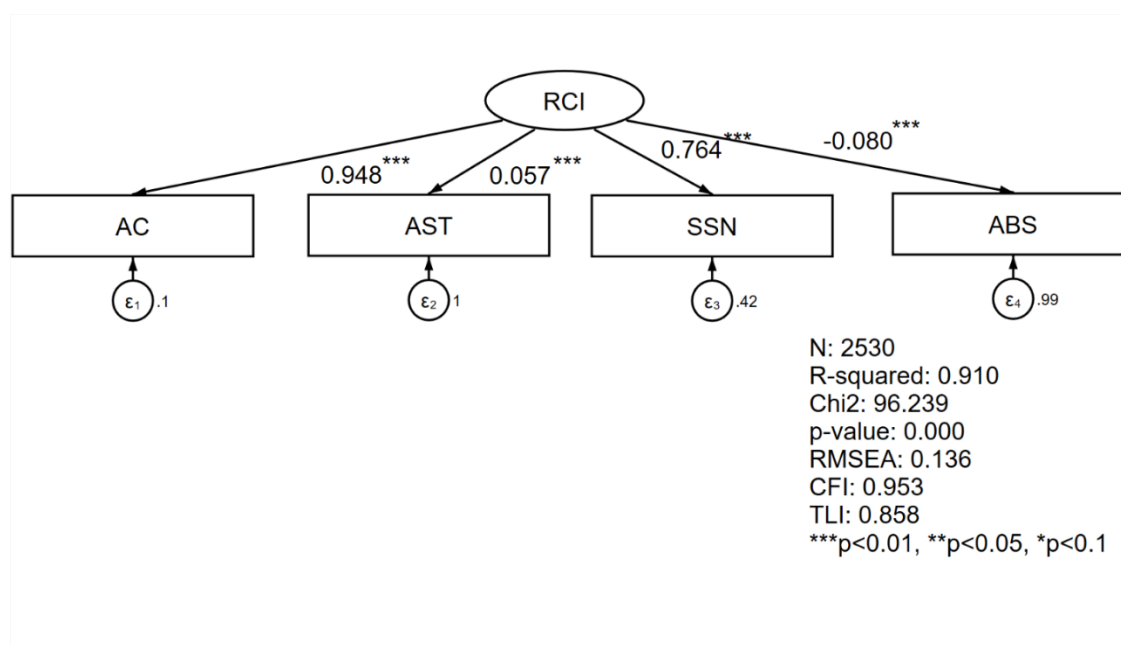 RCI
0.948***
0.057***
0.764***
-0.080***
AC
AST
SSN
ABS
ε1 .1
ε2 1
ε3 .42
ε4 .99
N: 2530
R-squared: 0.910
Chi2: 96.239
p-value: 0.000
RMSEA: 0.136
CFI: 0.953
TLI: 0.858
***p<0.01, **p<0.05, *p<0.1